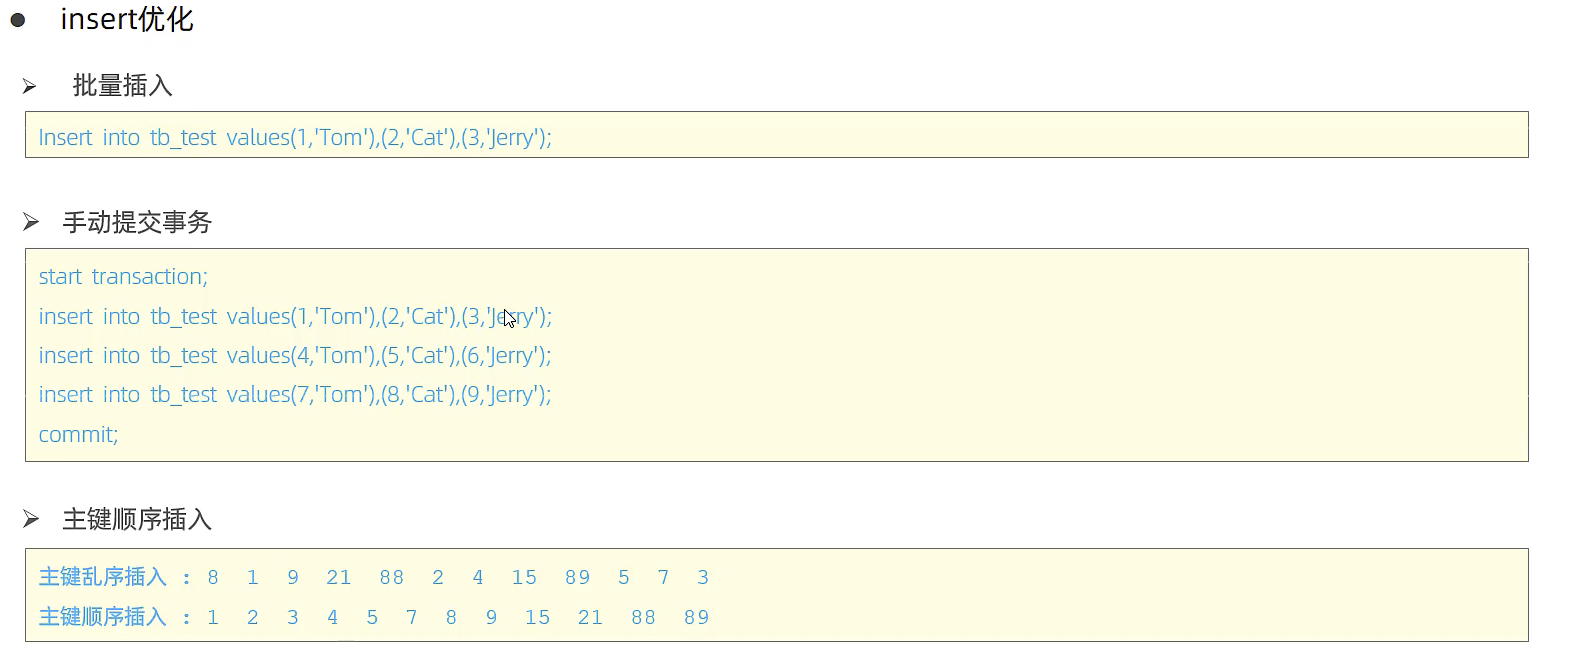 insert优化
批量插入
Insert into tb_test values(1,'Tom'),(2,'Cat'),(3,'Jerry');
手动提交事务
start transaction;
insert into tb_test values(1,'Tom'),(2,'Cat'),(3,'Jerry');
insert into tb_test values(4,'Tom'),(5,'Cat'),(6,'Jerry');
insert into tb_test values(7,'Tom'),(8,'Cat'),(9,'Jerry');
commit;
主键顺序插入
主键乱序插入 : 8 1 9 21 88 2 4 15 89 5 7 3
主键顺序插入 : 1 2 3 4 5 7 8 9 15 21 88 89